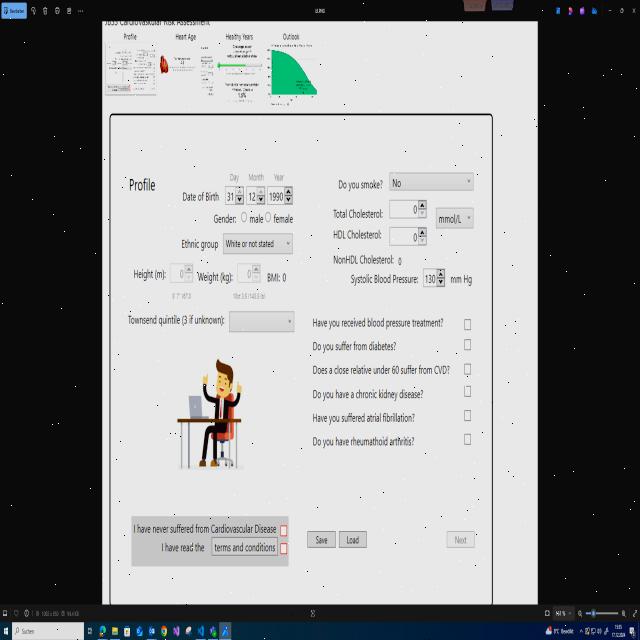 Bearbeiten
JBS3 Cardiovascular Risk Assessment
Profile Heart Age Healthy Years Outlook
Profile
Day Month Year
Date of Birth 31 12 1990
Gender: male female
Ethnic group White or not stated
Height (m): 0 Weight (kg): 0 BMI: 0
Townsend quintile (3 if unknown):
Do you smoke? No
Total Cholesterol: 0
mmol/L
HDL Cholesterol: 0
NonHDL Cholesterol: 0
Systolic Blood Pressure: 130 mm Hg
Have you received blood pressure treatment?
Do you suffer from diabetes?
Does a close relative under 60 suffer from CVD?
Do you have a chronic kidney disease?
Have you suffered atrial fibrillation?
Do you have rheumathoid arthritis?
I have never suffered from Cardiovascular Disease
I have read the terms and conditions
Save Load Next
Suchen